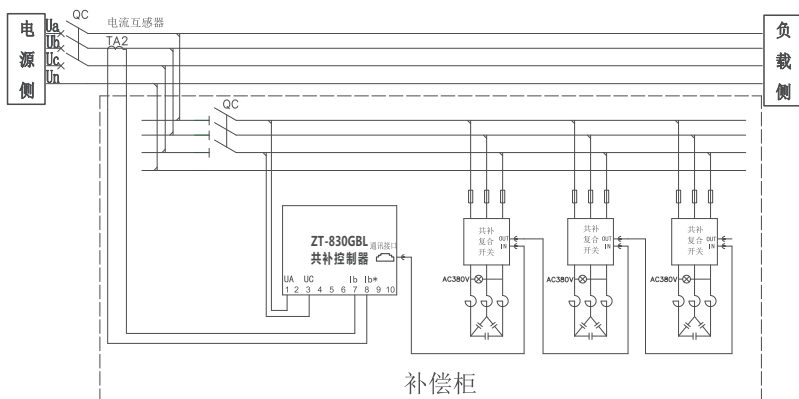 QC
电流互感器
电源侧
Ua
Ub
Uc
Un
TA2
负载侧
QC
ZT-830GBL
共补控制器
通讯接口
UA UC Ib Ib*
1 2 3 4 5 6 7 8 9 10
共补
复合
开关
OUT
IN
AC380V
共补
复合
开关
OUT
IN
AC380V
共补
复合
开关
OUT
IN
AC380V
补偿柜